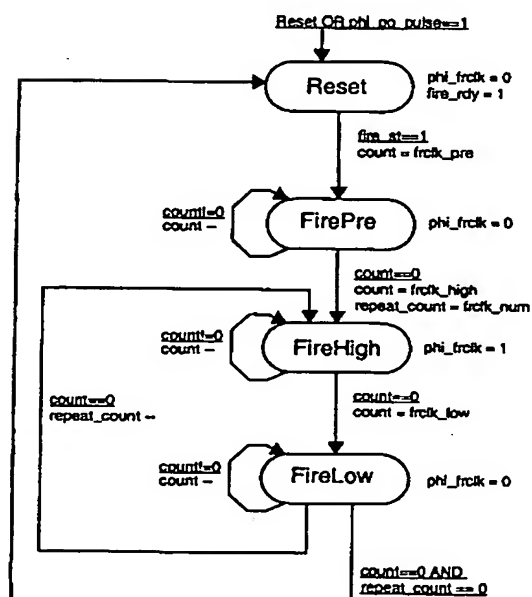 Reset OR phi_po_pulse==1
Reset
phi_frclk = 0
fire_rdy = 1
fire_st==1
count = frclk_pre
count!=0
count --
FirePre
phi_frclk = 0
count==0
count = frclk_high
repeat_count = frclk_num
count!=0
count --
FireHigh
phi_frclk = 1
count==0
repeat_count --
count==0
count = frclk_low
count!=0
count --
FireLow
phi_frclk = 0
count==0 AND
repeat_count == 0